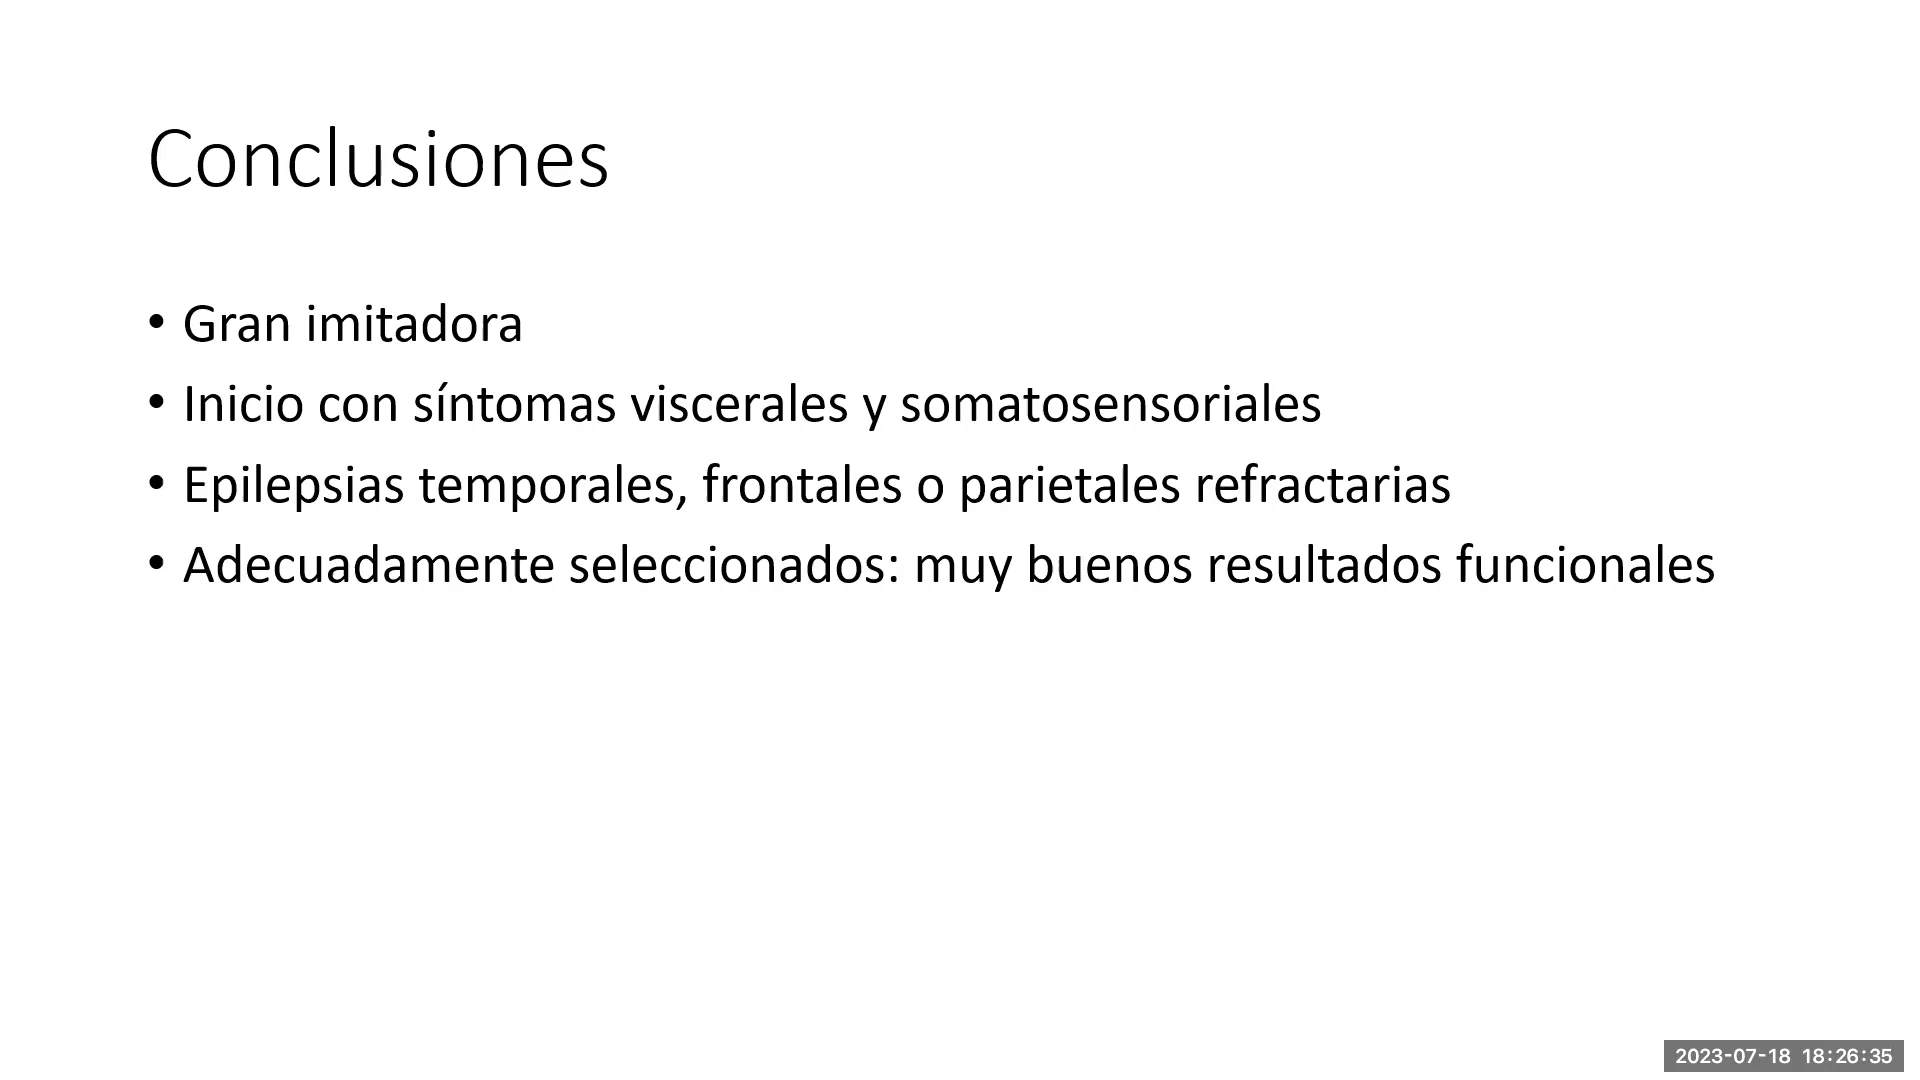 Conclusiones
• Gran imitadora
• Inicio con síntomas viscerales y somatosensoriales
• Epilepsias temporales, frontales o parietales refractarias
• Adecuadamente seleccionados: muy buenos resultados funcionales
2023-07-18 18:26:35